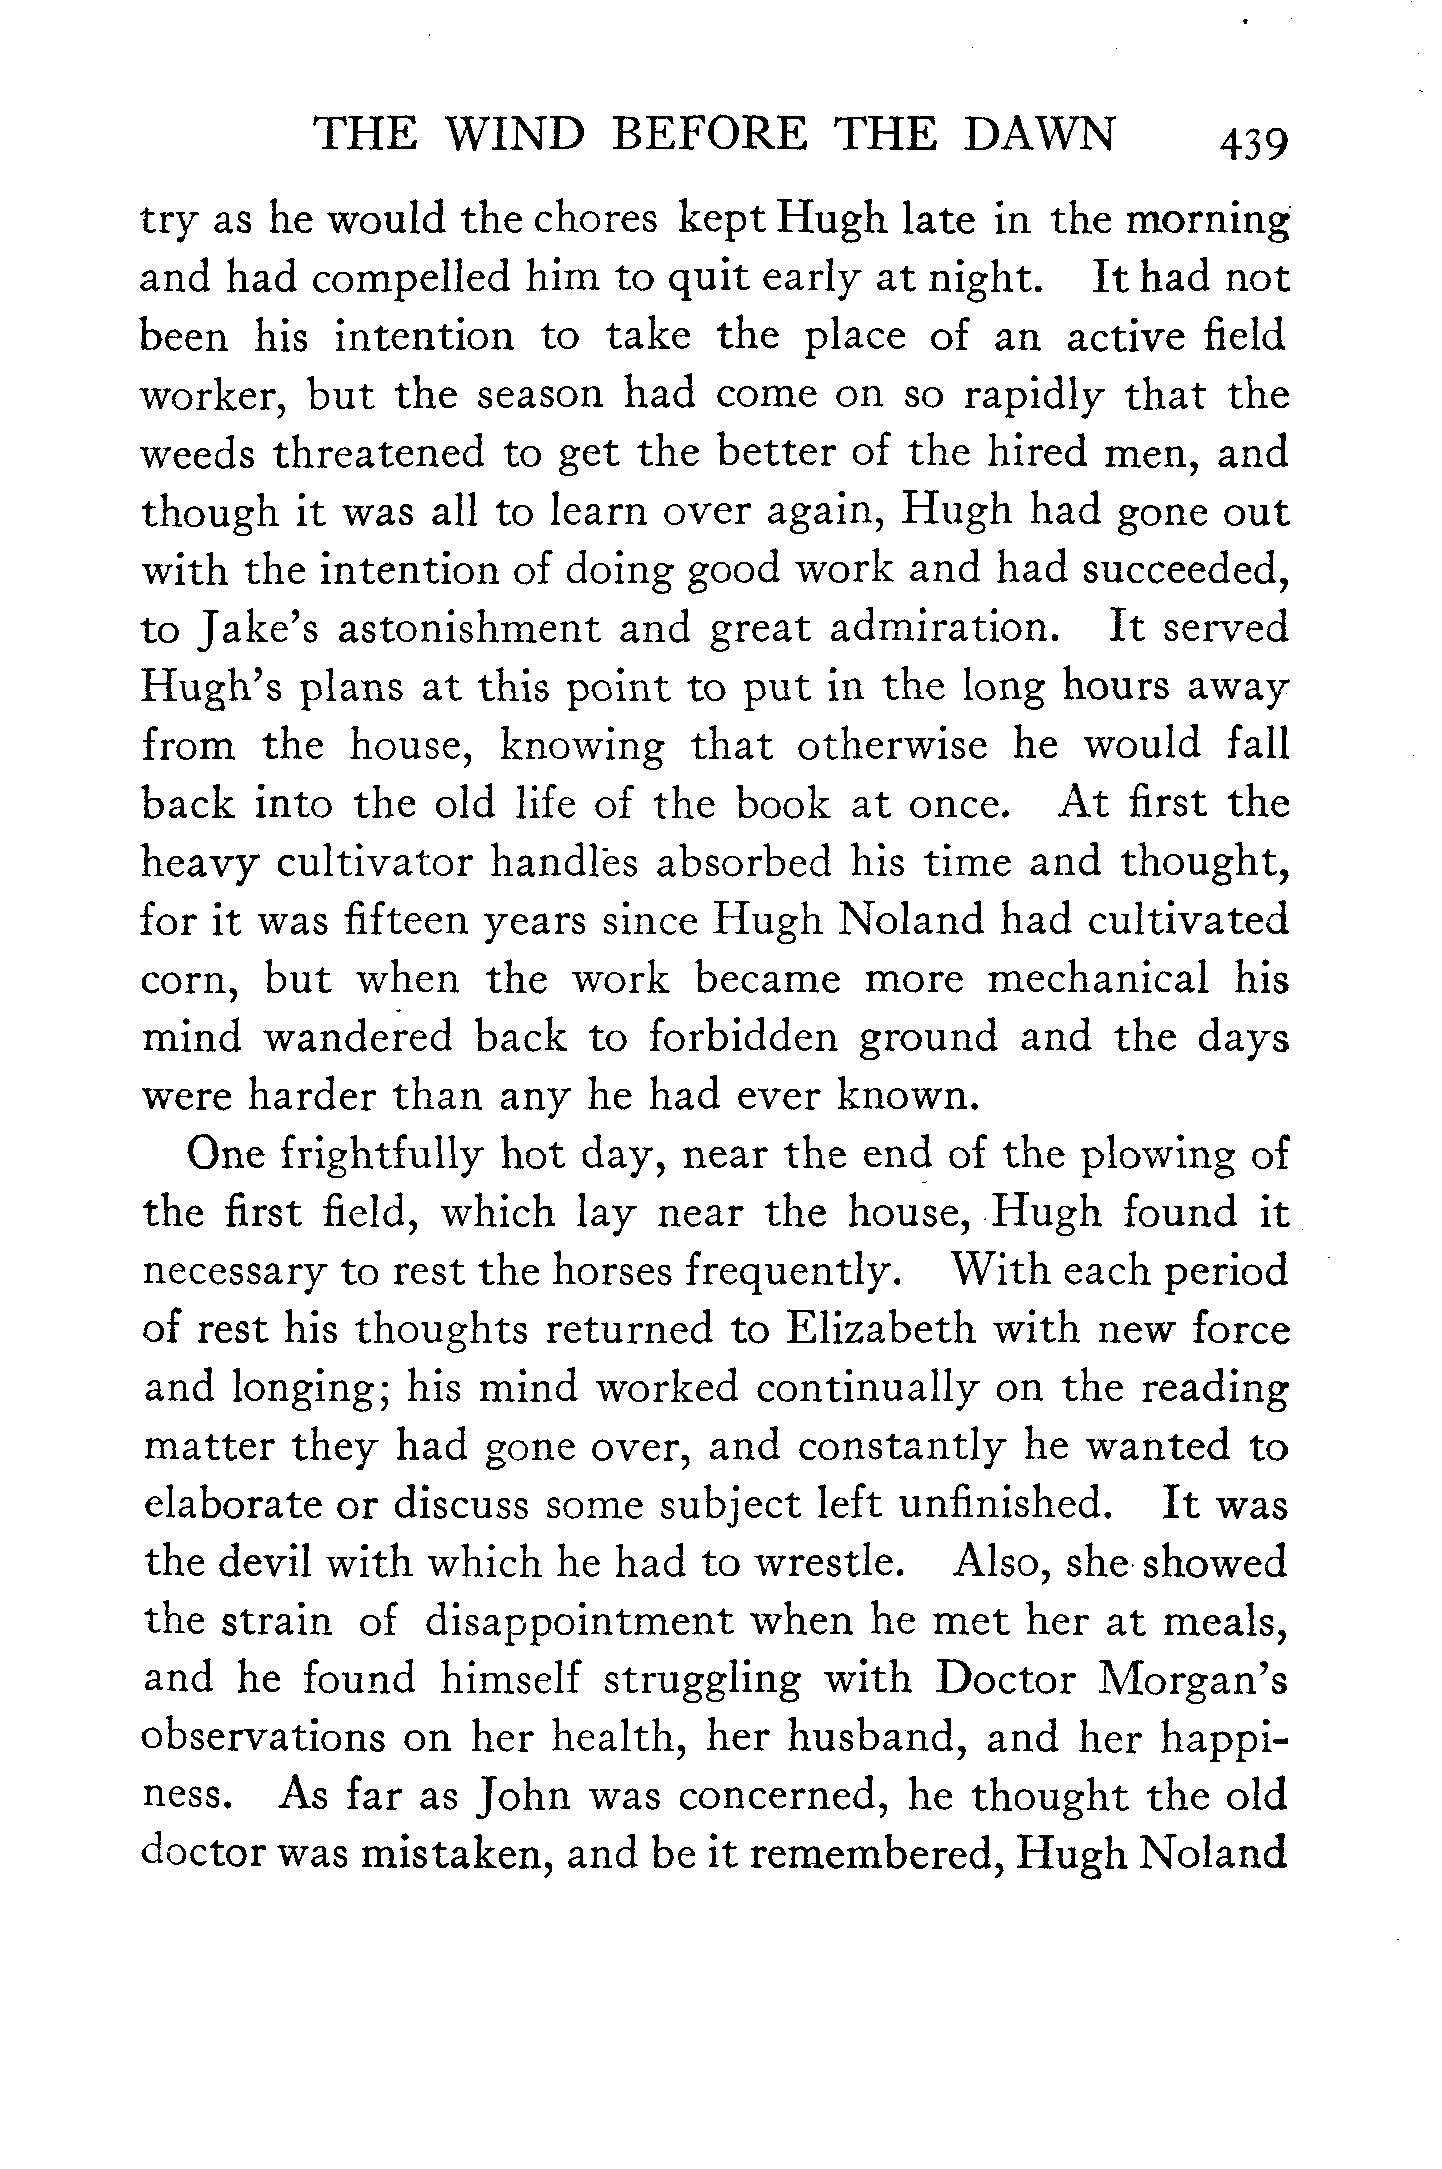 THE WIND BEFORE THE DAWN 439
try as he would the chores kept Hugh late in the morning
and had compelled him to quit early at night. It had not
been his intention to take the place of an active field
worker, but the season had come on so rapidly that the
weeds threatened to get the better of the hired men, and
though it was all to learn over again, Hugh had gone out
with the intention of doing good work and had succeeded,
to Jake's astonishment and great admiration. It served
Hugh's plans at this point to put in the long hours away
from the house, knowing that otherwise he would fall
back into the old life of the book at once. At first the
heavy cultivator handles absorbed his time and thought,
for it was fifteen years since Hugh Noland had cultivated
corn, but when the work became more mechanical his
mind wandered back to forbidden ground and the days
were harder than any he had ever known.
One frightfully hot day, near the end of the plowing of
the first field, which lay near the house, Hugh found it
necessary to rest the horses frequently. With each period
of rest his thoughts returned to Elizabeth with new force
and longing; his mind worked continually on the reading
matter they had gone over, and constantly he wanted to
elaborate or discuss some subject left unfinished. It was
the devil with which he had to wrestle. Also, she showed
the strain of disappointment when he met her at meals,
and he found himself struggling with Doctor Morgan's
observations on her health, her husband, and her happi-
ness. As far as John was concerned, he thought the old
doctor was mistaken, and be it remembered, Hugh Noland